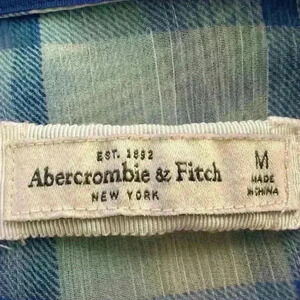 EST. 1892
Abercrombie & Fitch
NEW YORK
M
MADE
IN CHINA